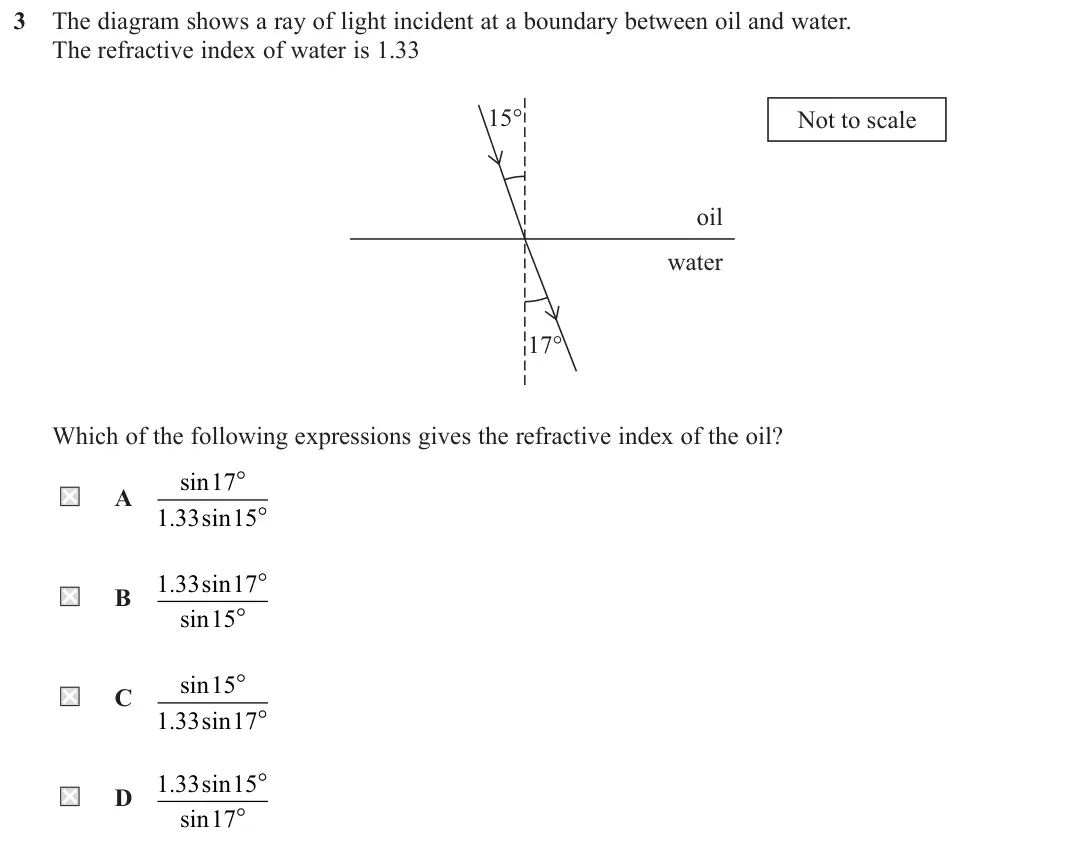 3 The diagram shows a ray of light incident at a boundary between oil and water.
The refractive index of water is 1.33
15°
Not to scale
oil
water
17°
Which of the following expressions gives the refractive index of the oil?
A sin 17°
1.33 sin 15°
B 1.33 sin 17°
sin 15°
C sin 15°
1.33 sin 17°
D 1.33 sin 15°
sin 17°